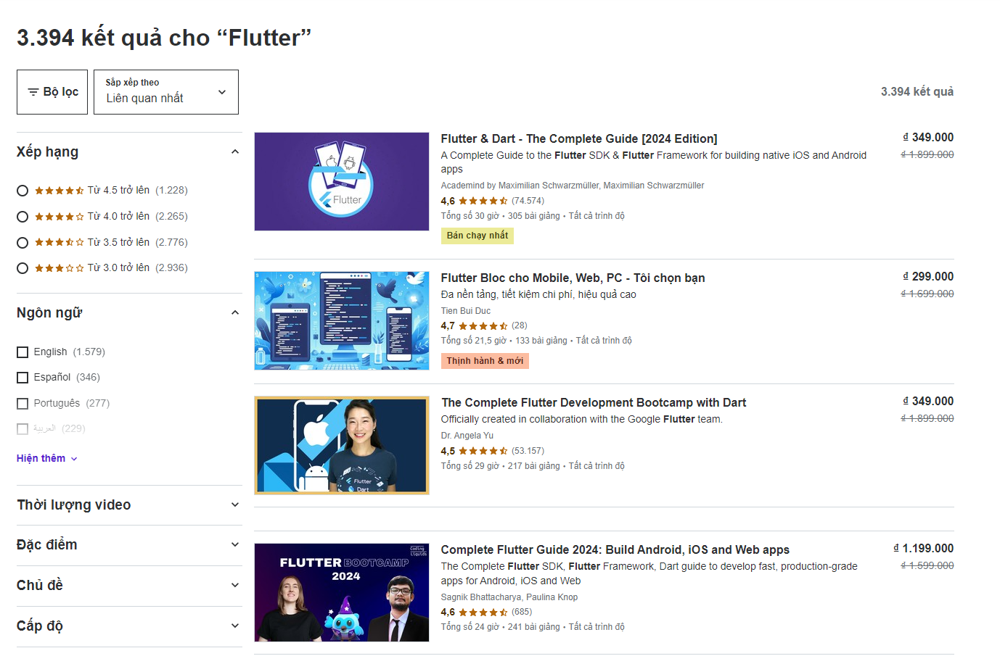 3.394 kết quả cho “Flutter”
Bộ lọc
Sắp xếp theo
Liên quan nhất
3.394 kết quả
Xếp hạng
Từ 4.5 trở lên (1.228)
Từ 4.0 trở lên (2.265)
Từ 3.5 trở lên (2.776)
Từ 3.0 trở lên (2.936)
Ngôn ngữ
English (1.579)
Español (346)
Português (277)
العربية (229)
Hiện thêm
Thời lượng video
Đặc điểm
Chủ đề
Cấp độ
Flutter
Flutter & Dart - The Complete Guide [2024 Edition]
₫ 349.000
A Complete Guide to the Flutter SDK & Flutter Framework for building native iOS and Android
₫ 1.899.000
apps
Academind by Maximilian Schwarzmüller, Maximilian Schwarzmüller
4,6 (74.574)
Tổng số 30 giờ • 305 bài giảng • Tất cả trình độ
Bán chạy nhất
Flutter Bloc cho Mobile, Web, PC - Tôi chọn bạn
₫ 299.000
Đa nền tảng, tiết kiệm chi phí, hiệu quả cao
₫ 1.699.000
Tien Bui Duc
4,7 (28)
Tổng số 21,5 giờ • 133 bài giảng • Tất cả trình độ
Thịnh hành & mới
Flutter
Dart
The Complete Flutter Development Bootcamp with Dart
₫ 349.000
Officially created in collaboration with the Google Flutter team.
₫ 1.899.000
Dr. Angela Yu
4,5 (53.157)
Tổng số 29 giờ • 217 bài giảng • Tất cả trình độ
Coding
Liquids
FLUTTER BOOTCAMP
2024
Complete Flutter Guide 2024: Build Android, iOS and Web apps
₫ 1.199.000
The Complete Flutter SDK, Flutter Framework, Dart guide to develop fast, production-grade
₫ 1.599.000
apps for Android, iOS and Web
Sagnik Bhattacharya, Paulina Knop
4,6 (685)
Tổng số 24 giờ • 241 bài giảng • Tất cả trình độ